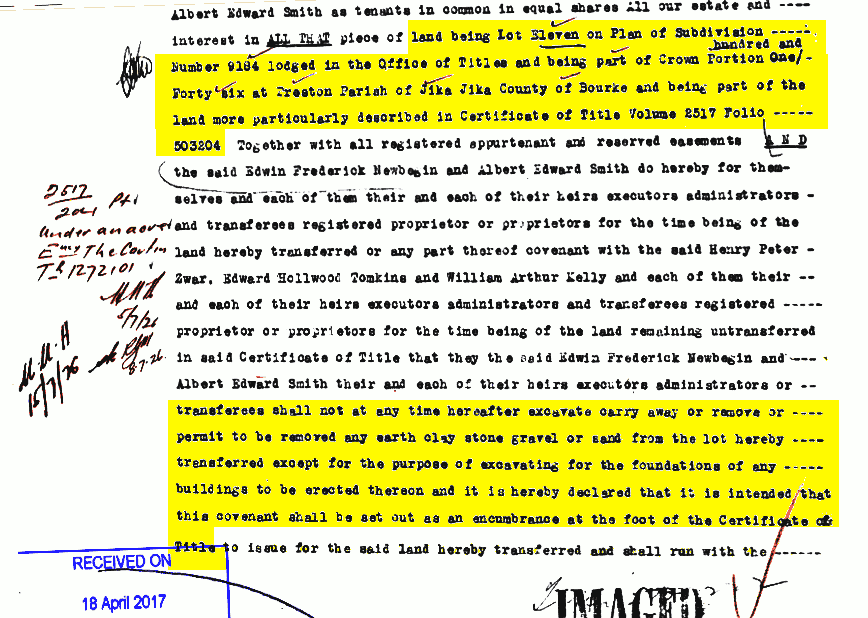 Albert Edward Smith as tenants in common in equal shares All our estate and ----
interest in ALL THAT piece of land being Lot Eleven on Plan of Subdivision -----
hundred and
Number 9184 lodged in the Office of Titles and being part of Crown Portion One/-
Forty six at Preston Parish of Jika Jika County of Bourke and being part of the
land more particularly described in Certificate of Title Volume 2517 Folio -----
503204 Together with all registered appurtenant and reserved easements AND
the said Edwin Frederick Newbegin and Albert Edward Smith do hereby for them-
selves and each of them their and each of their heirs executors administrators -
and transferees registered proprietor or proprietors for the time being of the
land hereby transferred or any part thereof covenant with the said Henry Peter -
Zwar, Edward Hollwood Tomkins and William Arthur Kelly and each of them their --
and each of their heirs executors administrators and transferees registered -----
proprietor or proprietors for the time being of the land remaining untransferred
in said Certificate of Title that they the said Edwin Frederick Newbegin and ----
Albert Edward Smith their and each of their heirs executors administrators or --
transferees shall not at any time hereafter excavate carry away or remove or ----
permit to be removed any earth clay stone gravel or sand from the lot hereby ----
transferred except for the purpose of excavating for the foundations of any -----
buildings to be erected thereon and it is hereby declared that it is intended that
this covenant shall be set out as an encumbrance at the foot of the Certificate of
Title to issue for the said land hereby transferred and shall run with the ------
2517
204 Pt
Under an
The
1272101
5/7/26
M.M.H
15/7/26
8.7.26.
RECEIVED ON
18 April 2017
IMAGED